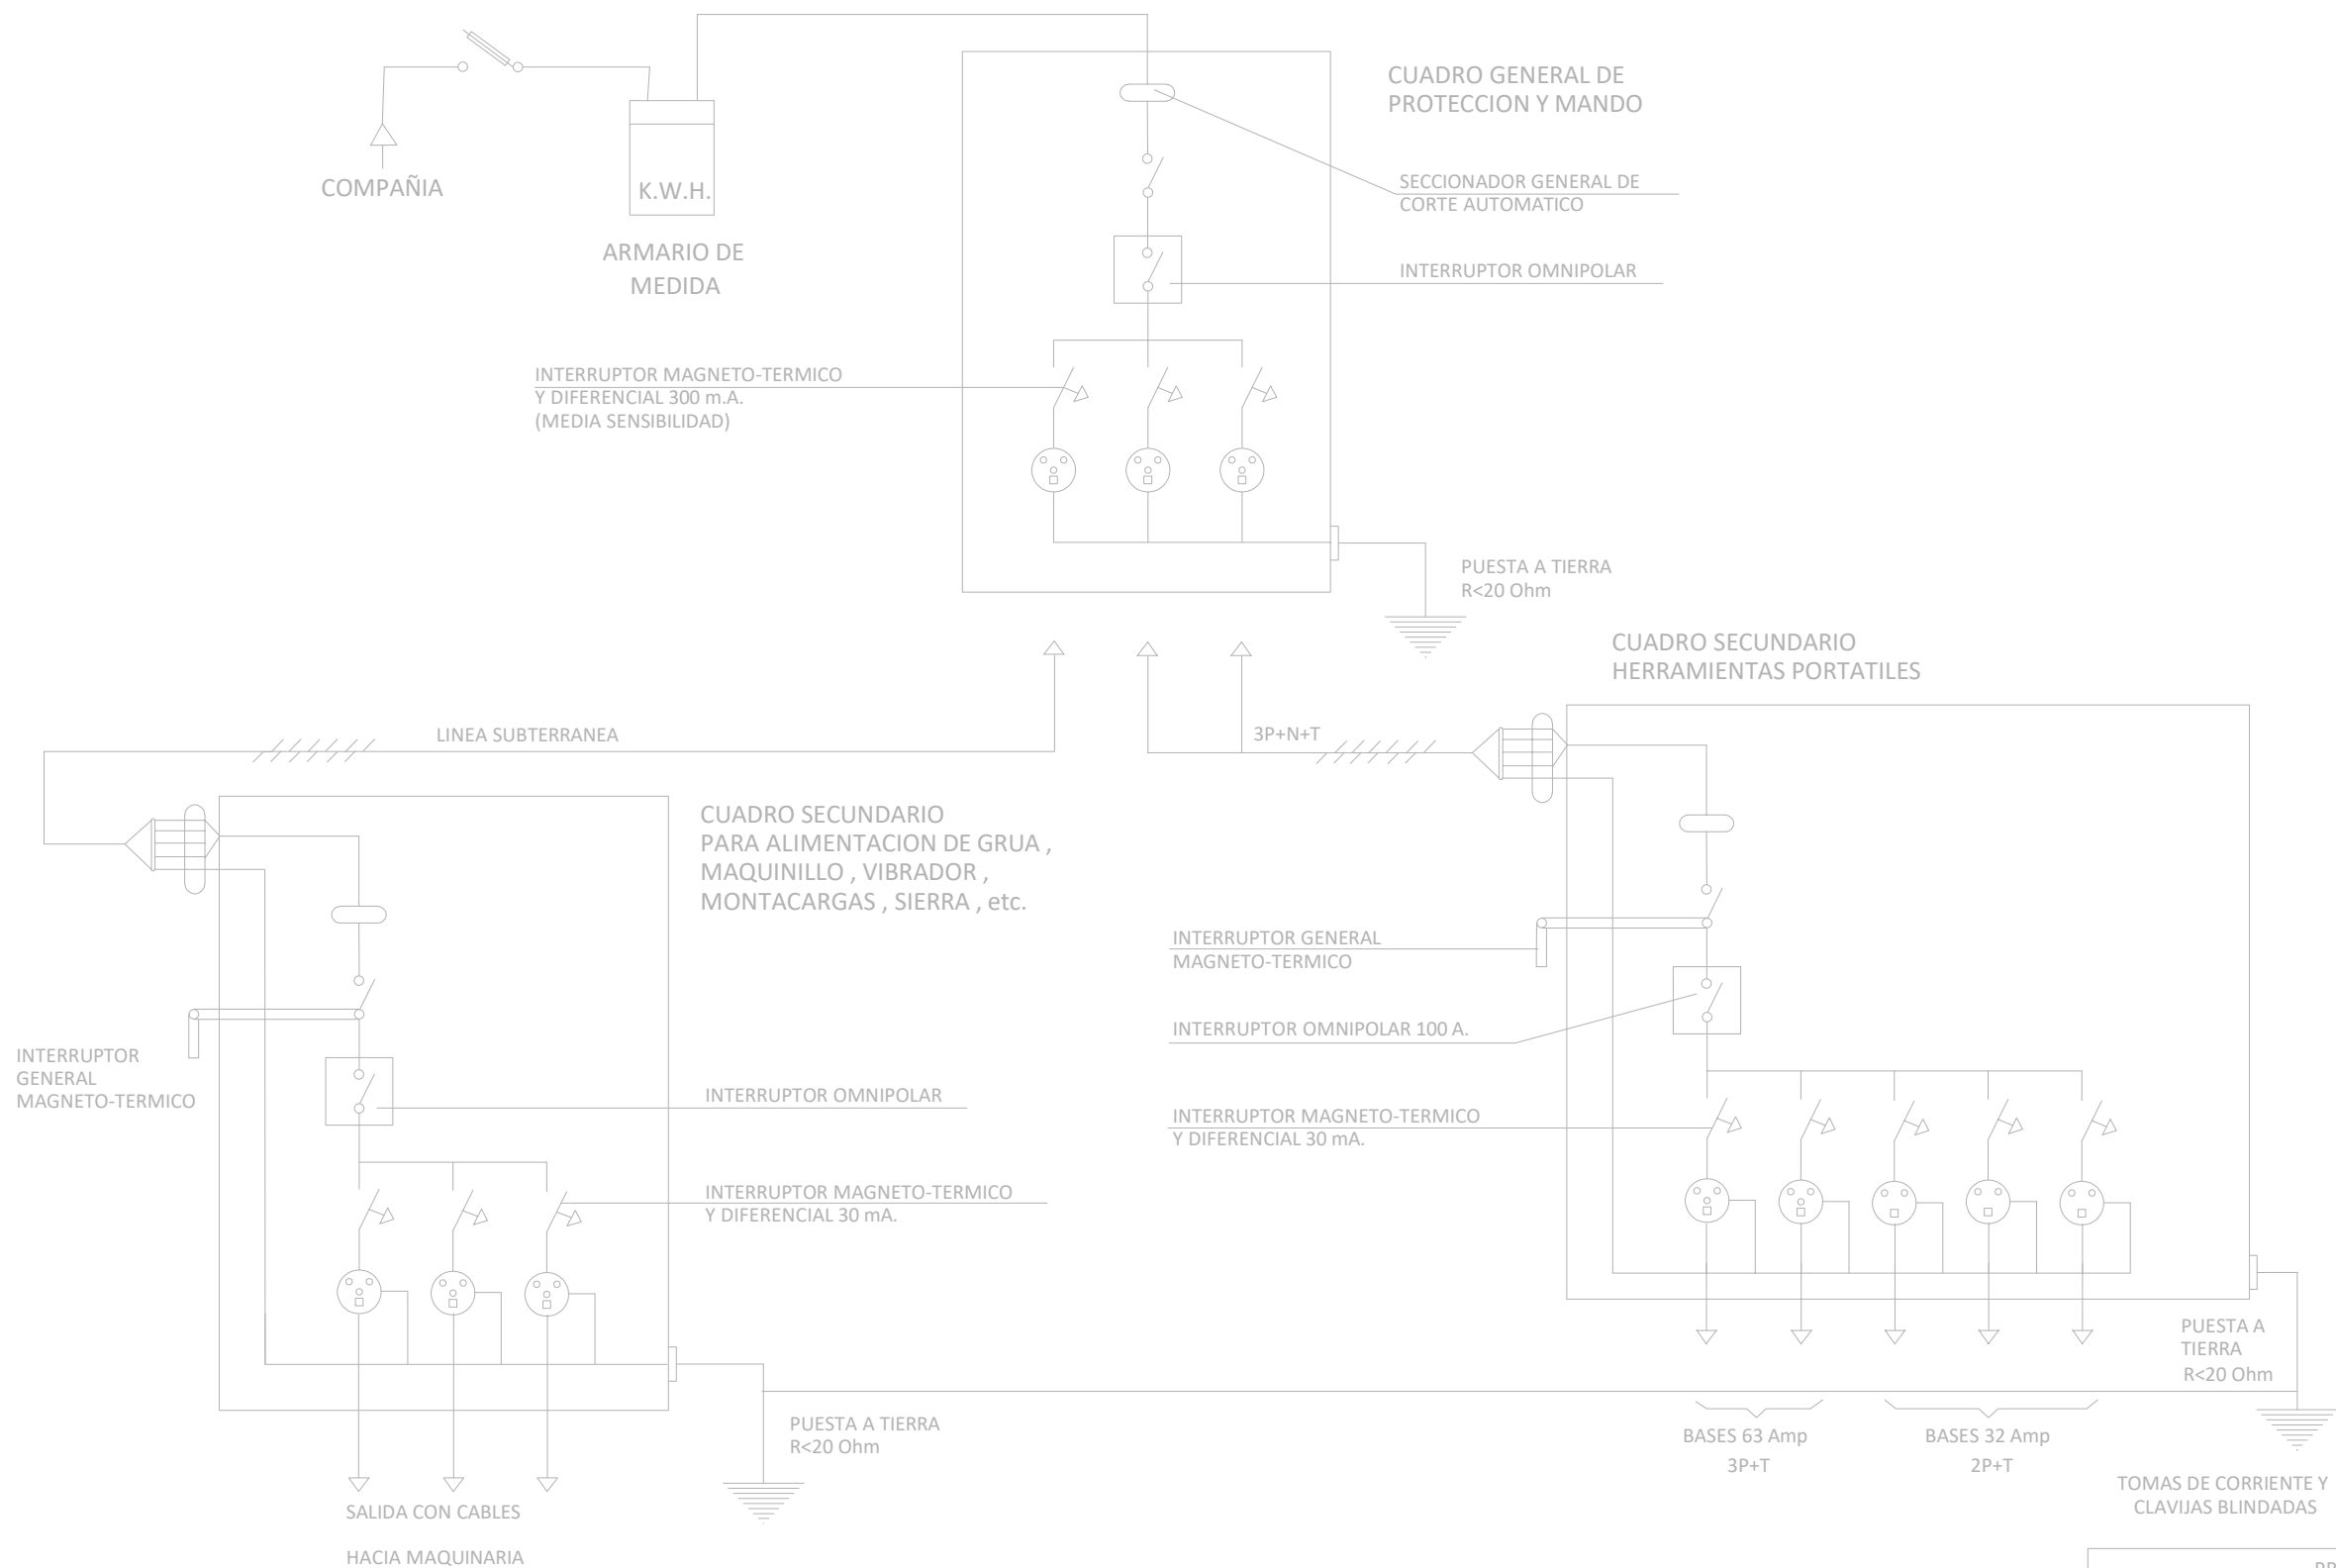 CUADRO GENERAL DE
PROTECCION Y MANDO
COMPAÑIA
K.W.H.
SECCIONADOR GENERAL DE
CORTE AUTOMATICO
ARMARIO DE
MEDIDA
INTERRUPTOR OMNIPOLAR
INTERRUPTOR MAGNETO-TERMICO
Y DIFERENCIAL 300 m.A.
(MEDIA SENSIBILIDAD)
PUESTA A TIERRA
R<20 Ohm
CUADRO SECUNDARIO
HERRAMIENTAS PORTATILES
LINEA SUBTERRANEA
3P+N+T
CUADRO SECUNDARIO
PARA ALIMENTACION DE GRUA ,
MAQUINILLO , VIBRADOR ,
MONTACARGAS , SIERRA , etc.
INTERRUPTOR GENERAL
MAGNETO-TERMICO
INTERRUPTOR OMNIPOLAR 100 A.
INTERRUPTOR
GENERAL
MAGNETO-TERMICO
INTERRUPTOR OMNIPOLAR
INTERRUPTOR MAGNETO-TERMICO
Y DIFERENCIAL 30 mA.
INTERRUPTOR MAGNETO-TERMICO
Y DIFERENCIAL 30 mA.
PUESTA A
TIERRA
R<20 Ohm
PUESTA A TIERRA
R<20 Ohm
BASES 63 Amp
3P+T
BASES 32 Amp
2P+T
TOMAS DE CORRIENTE Y
CLAVIJAS BLINDADAS
SALIDA CON CABLES
HACIA MAQUINARIA